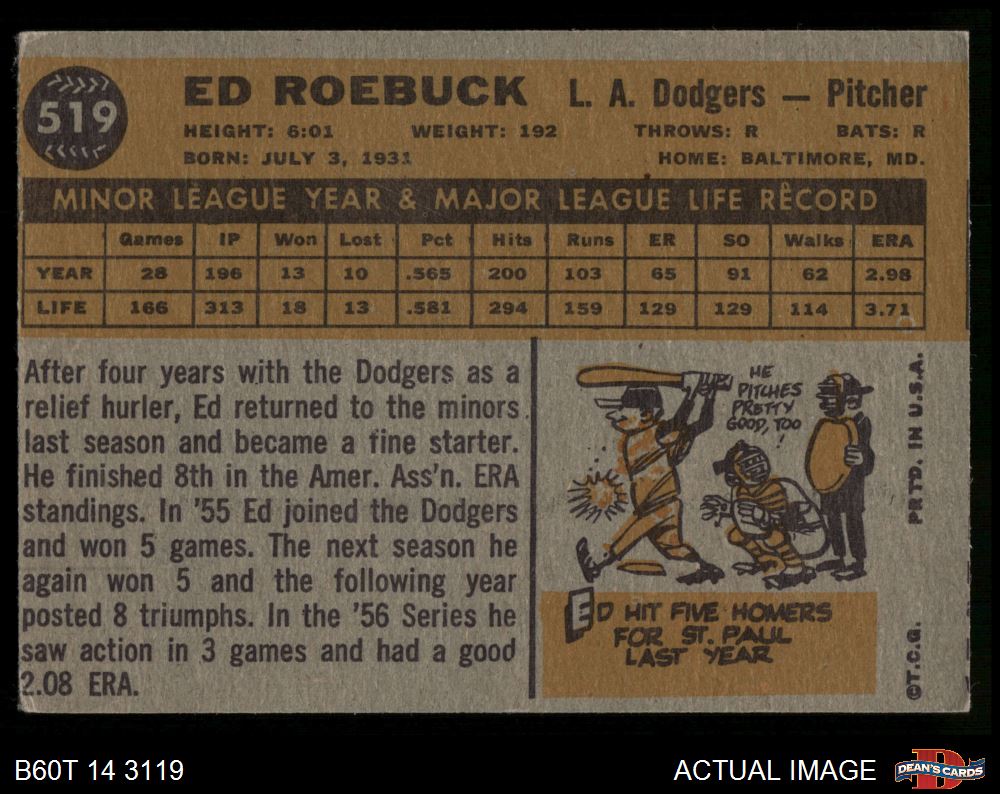 519
ED ROEBUCK L. A. Dodgers — Pitcher
HEIGHT: 6:01 WEIGHT: 192 THROWS: R BATS: R
BORN: JULY 3, 1931 HOME: BALTIMORE, MD.
MINOR LEAGUE YEAR & MAJOR LEAGUE LIFE RECORD
Games IP Won Lost Pct Hits Runs ER SO Walks ERA
YEAR 28 196 13 10 .565 200 103 65 91 62 2.98
LIFE 166 313 18 13 .581 294 159 129 129 114 3.71
After four years with the Dodgers as a
relief hurler, Ed returned to the minors
last season and became a fine starter.
He finished 8th in the Amer. Ass'n. ERA
standings. In '55 Ed joined the Dodgers
and won 5 games. The next season he
again won 5 and the following year
posted 8 triumphs. In the '56 Series he
saw action in 3 games and had a good
2.08 ERA.
HE
PITCHES
PRETTY
GOOD, TOO
!
ED HIT FIVE HOMERS
FOR ST. PAUL
LAST YEAR
©T.C.G. PRTD. IN U.S.A.
B60T 14 3119
ACTUAL IMAGE
D
DEAN'S CARDS